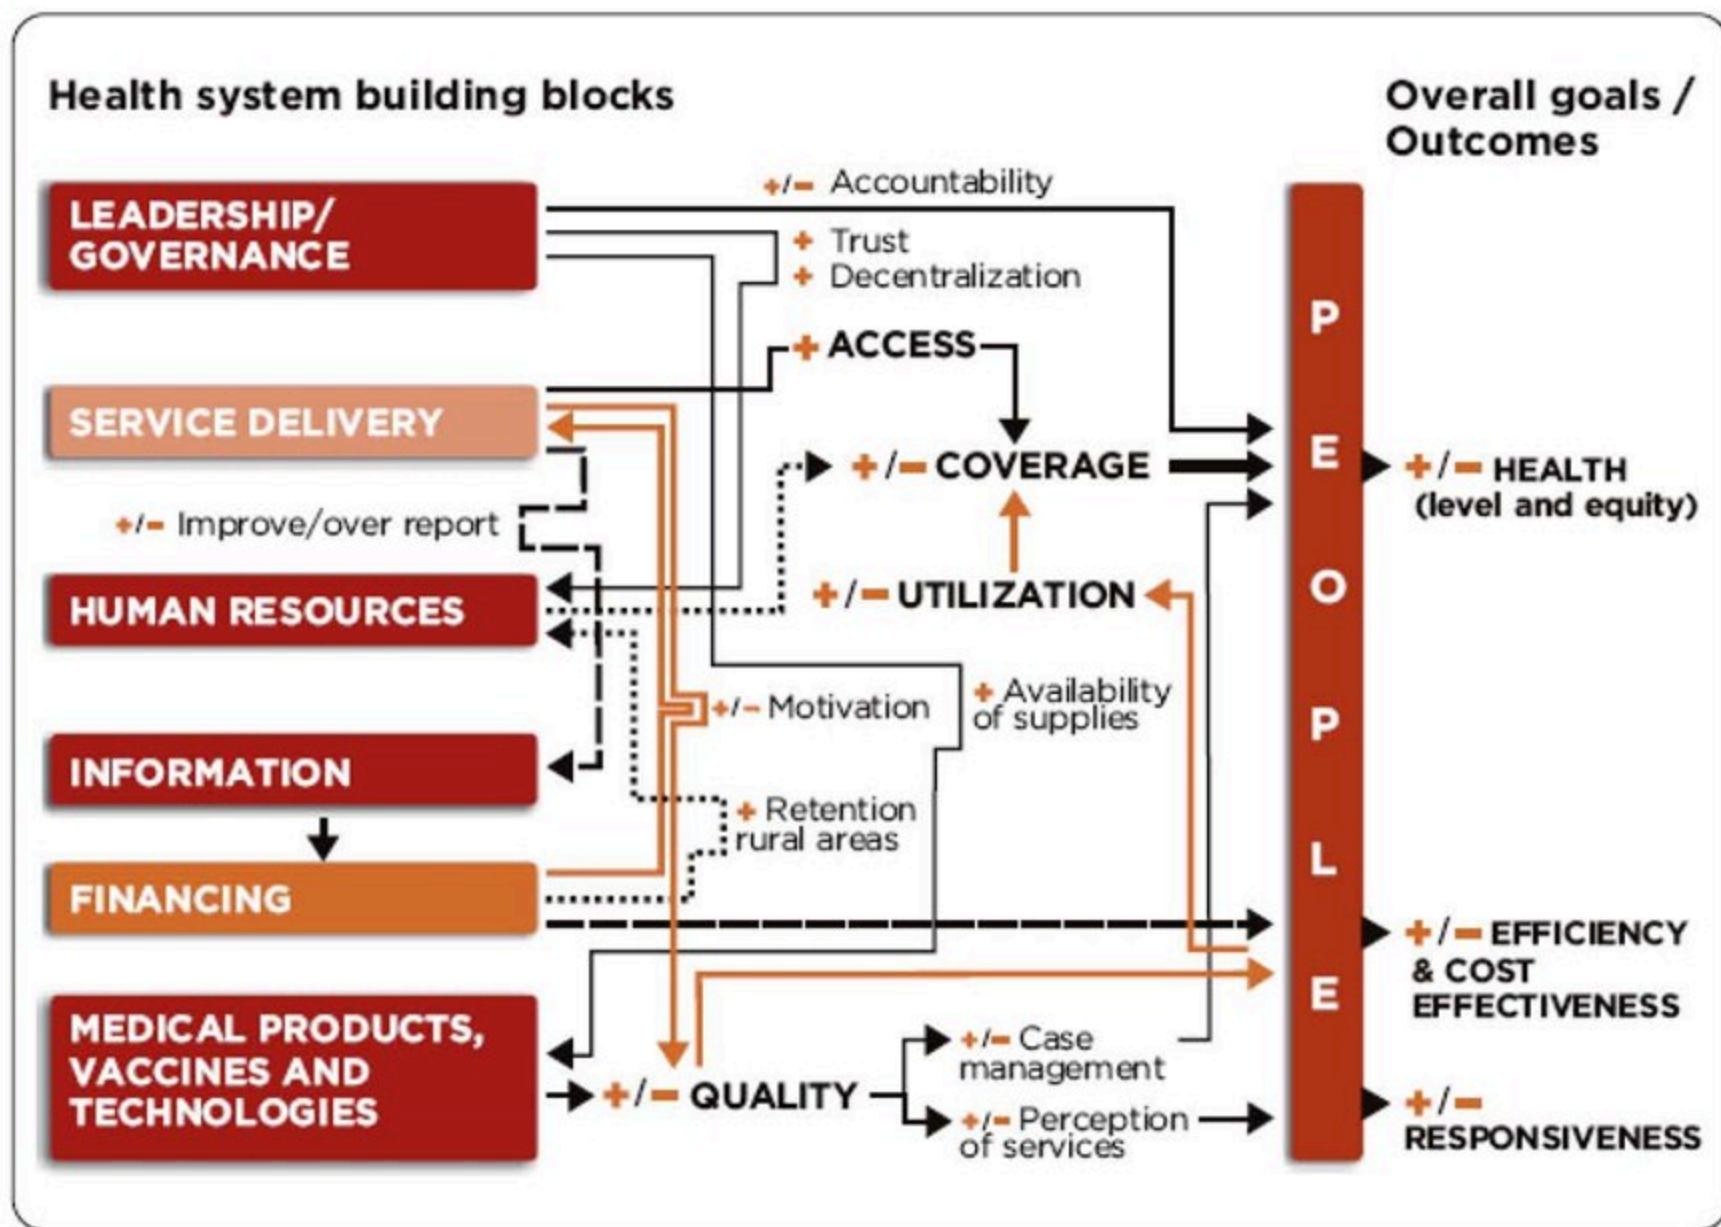 Health system building blocks
Overall goals /
Outcomes
LEADERSHIP/
GOVERNANCE
+/- Accountability
+ Trust
+ Decentralization
+ ACCESS
SERVICE DELIVERY
+/- COVERAGE
+/- HEALTH
(level and equity)
+/- Improve/over report
HUMAN RESOURCES
+/- UTILIZATION
+/- Motivation
+ Availability
of supplies
INFORMATION
+ Retention
rural areas
FINANCING
+/- EFFICIENCY
& COST
EFFECTIVENESS
MEDICAL PRODUCTS,
VACCINES AND
TECHNOLOGIES
+/- QUALITY
+/- Case
management
+/- Perception
of services
P
E
O
P
L
E
+/-
RESPONSIVENESS